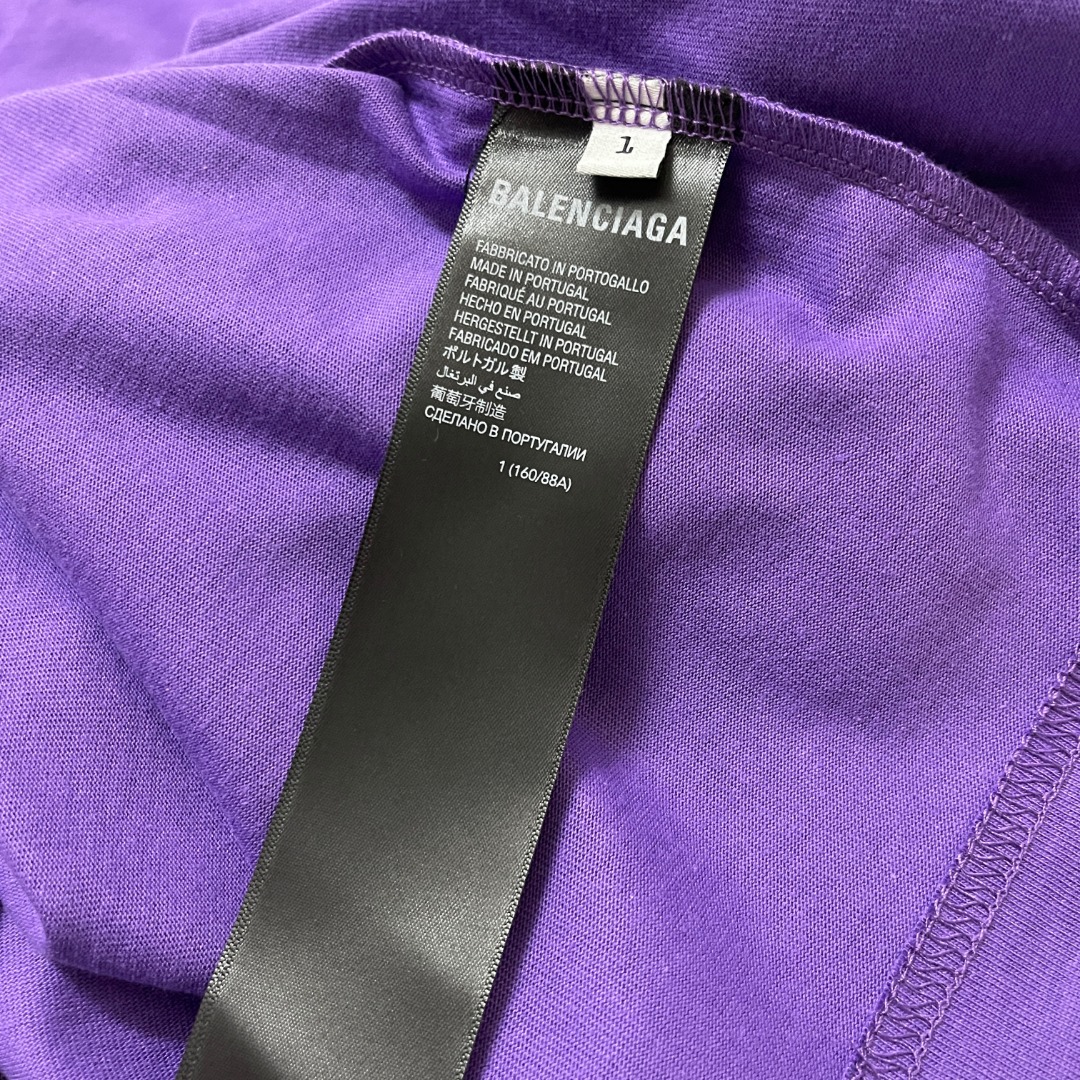 1
BALENCIAGA
FABBRICATO IN PORTOGALLO
MADE IN PORTUGAL
FABRIQUÉ AU PORTUGAL
HECHO EN PORTUGAL
HERGESTELLT IN PORTUGAL
FABRICADO EM PORTUGAL
ポルトガル製
صنع في البرتغال
葡萄牙制造
СДЕЛАНО В ПОРТУГАЛИИ
1 (160/88A)